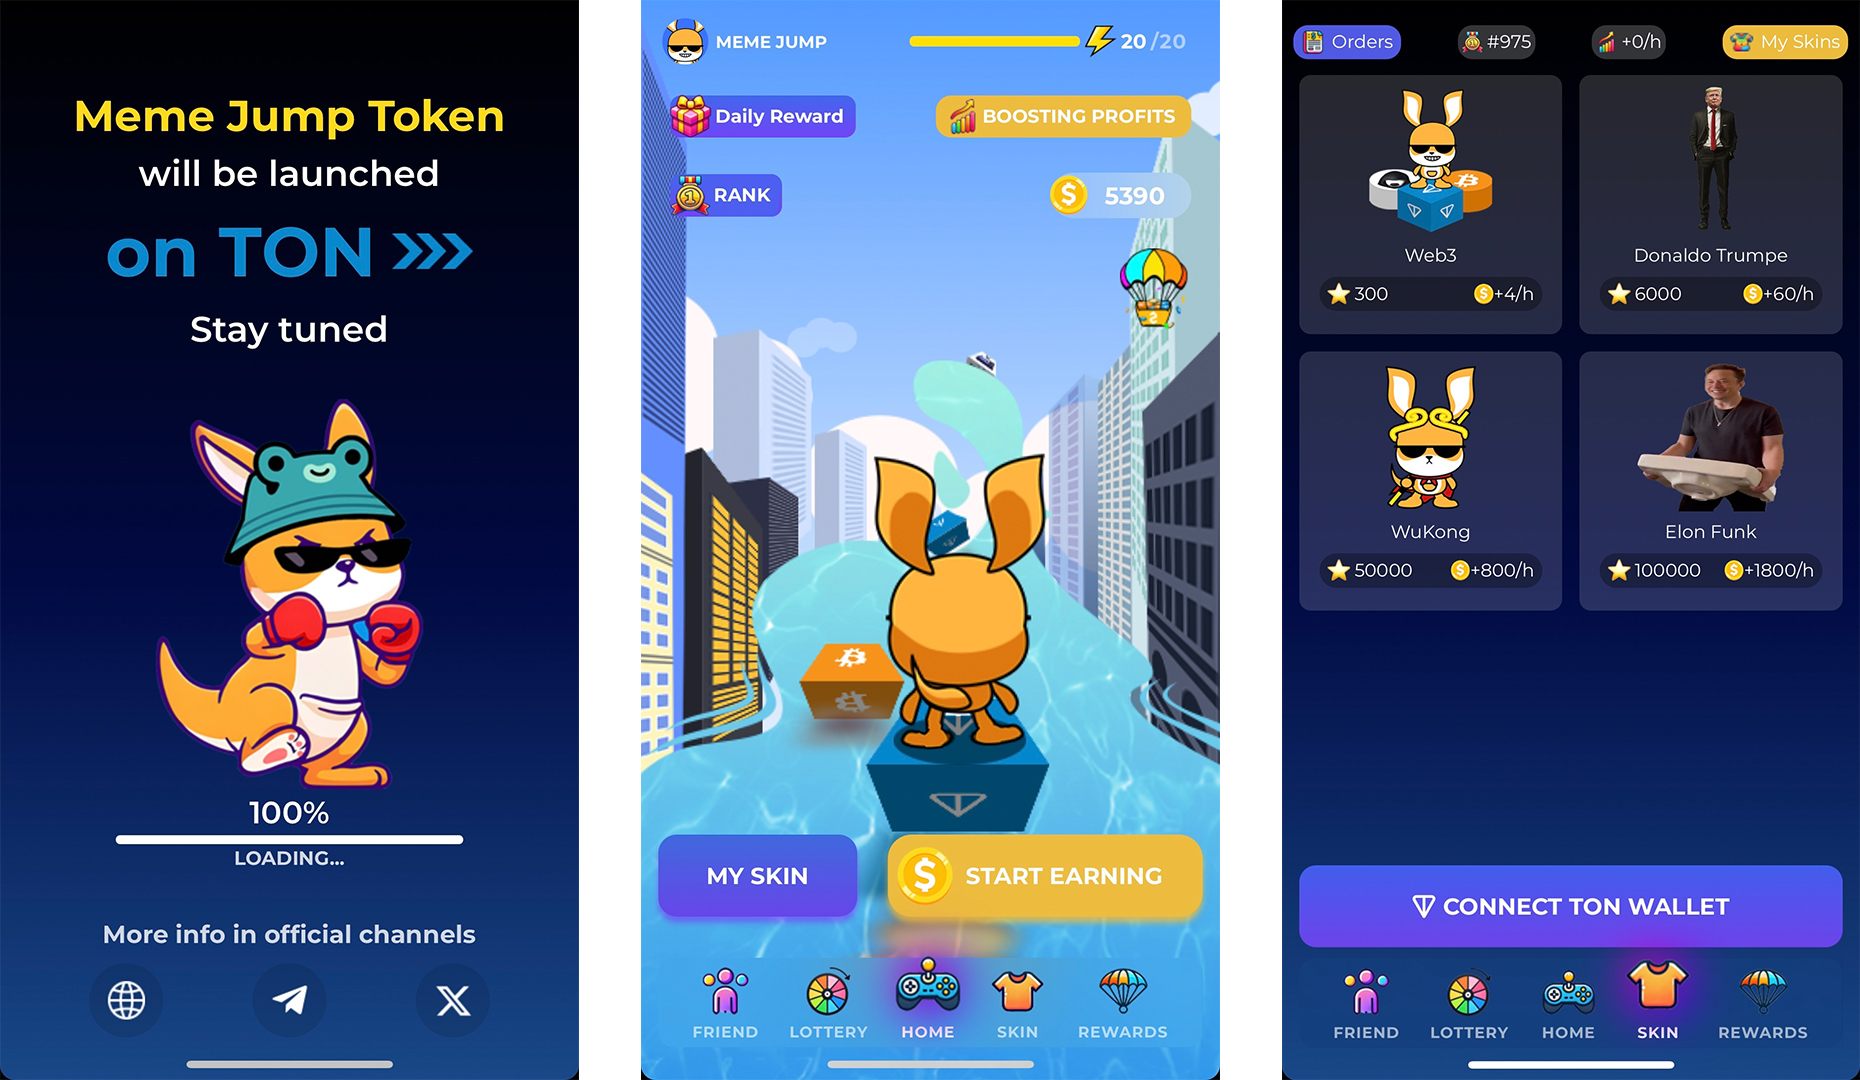 Meme Jump Token
will be launched
on TON
Stay tuned
100%
LOADING...
More info in official channels
MEME JUMP
20 /20
Daily Reward
BOOSTING PROFITS
RANK
5390
MY SKIN
START EARNING
FRIEND
LOTTERY
HOME
SKIN
REWARDS
Orders
#975
+0/h
My Skins
Web3
300
+4/h
Donaldo Trumpe
6000
+60/h
WuKong
50000
+800/h
Elon Funk
100000
+1800/h
CONNECT TON WALLET
FRIEND
LOTTERY
HOME
SKIN
REWARDS